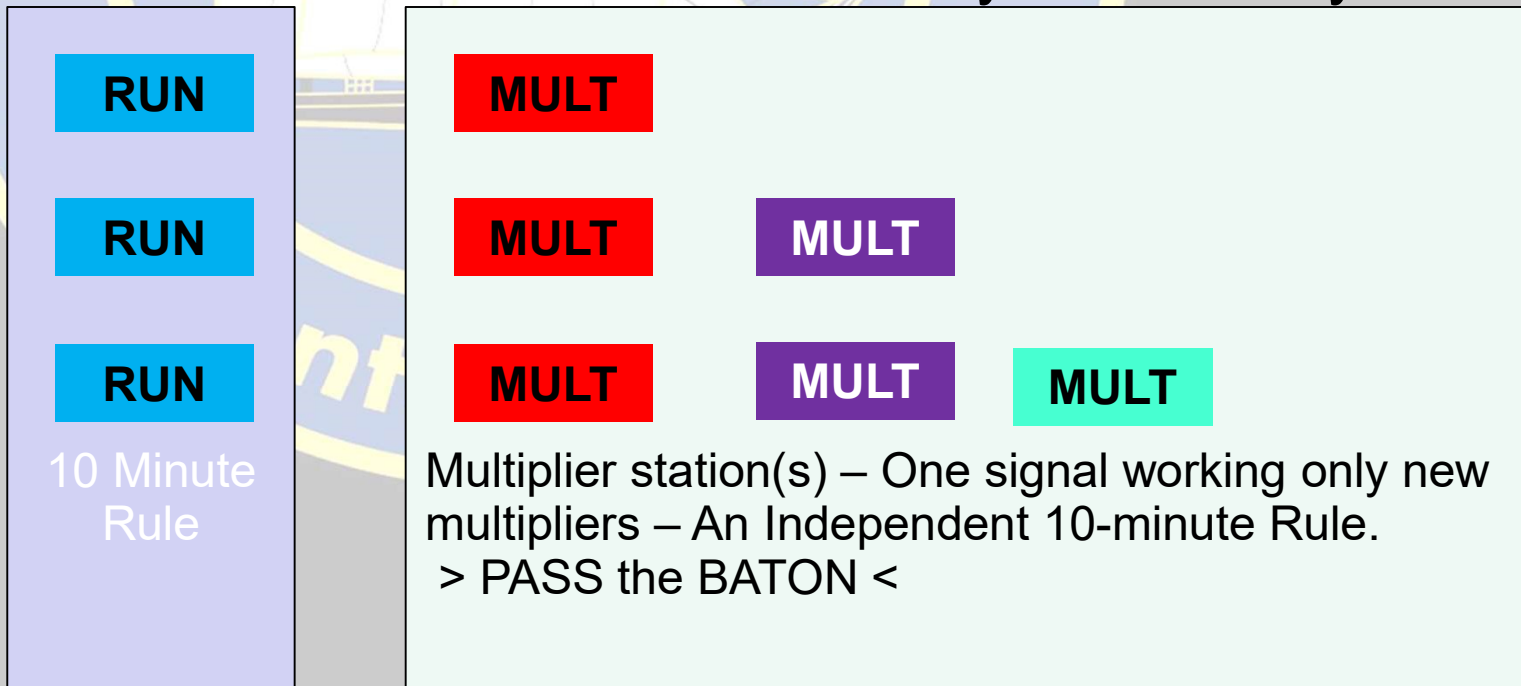 RUN MULT
RUN MULT MULT
RUN MULT MULT MULT
10 Minute
Rule
Multiplier station(s) – One signal working only new
multipliers – An Independent 10-minute Rule.
> PASS the BATON <